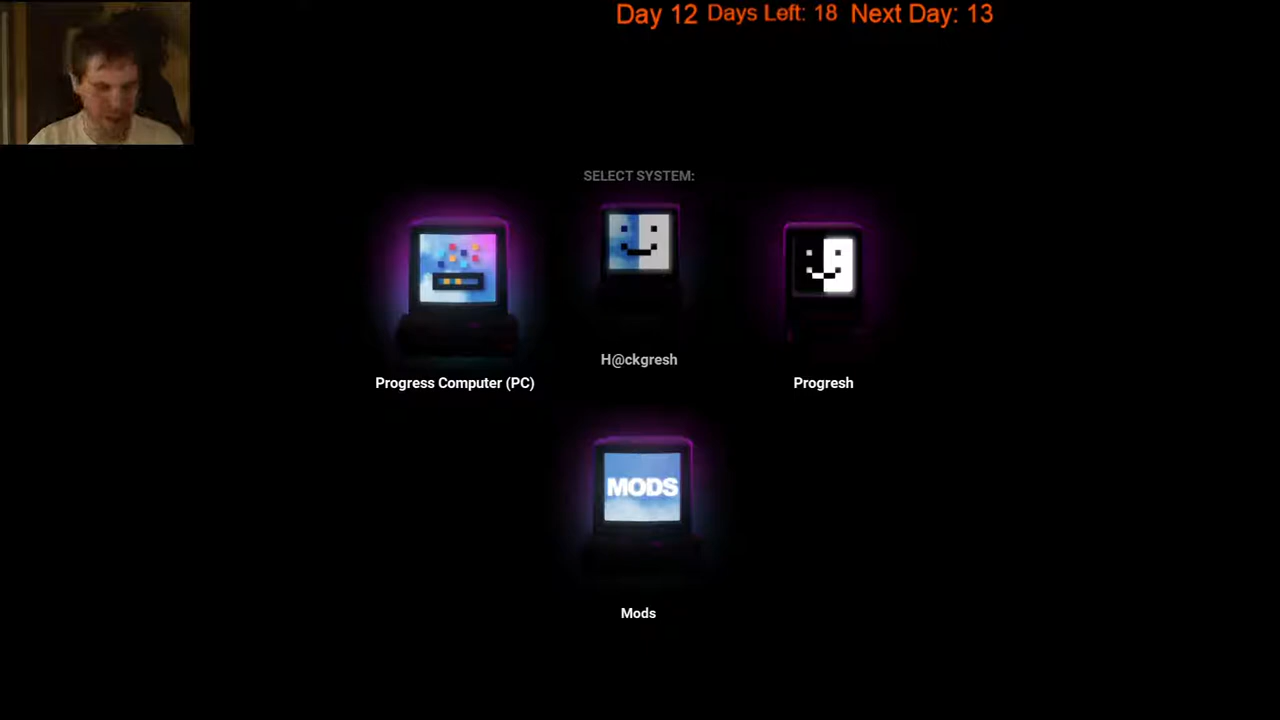 Day 12 Days Left: 18 Next Day: 13
SELECT SYSTEM:
H@ckgresh
Progress Computer (PC)
Progresh
MODS
Mods